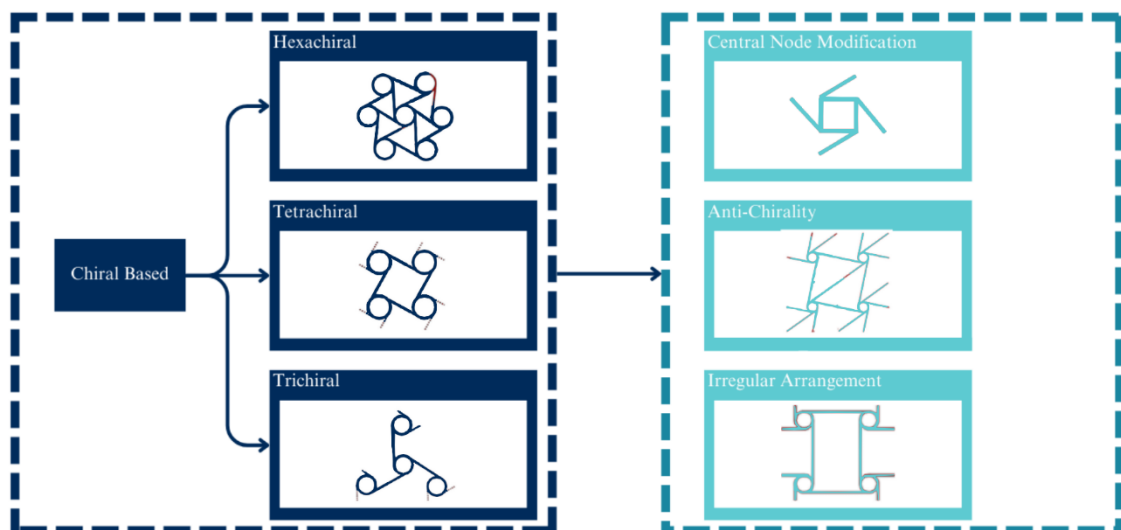 Chiral Based
Hexachiral
Tetrachiral
Trichiral
Central Node Modification
Anti-Chirality
Irregular Arrangement